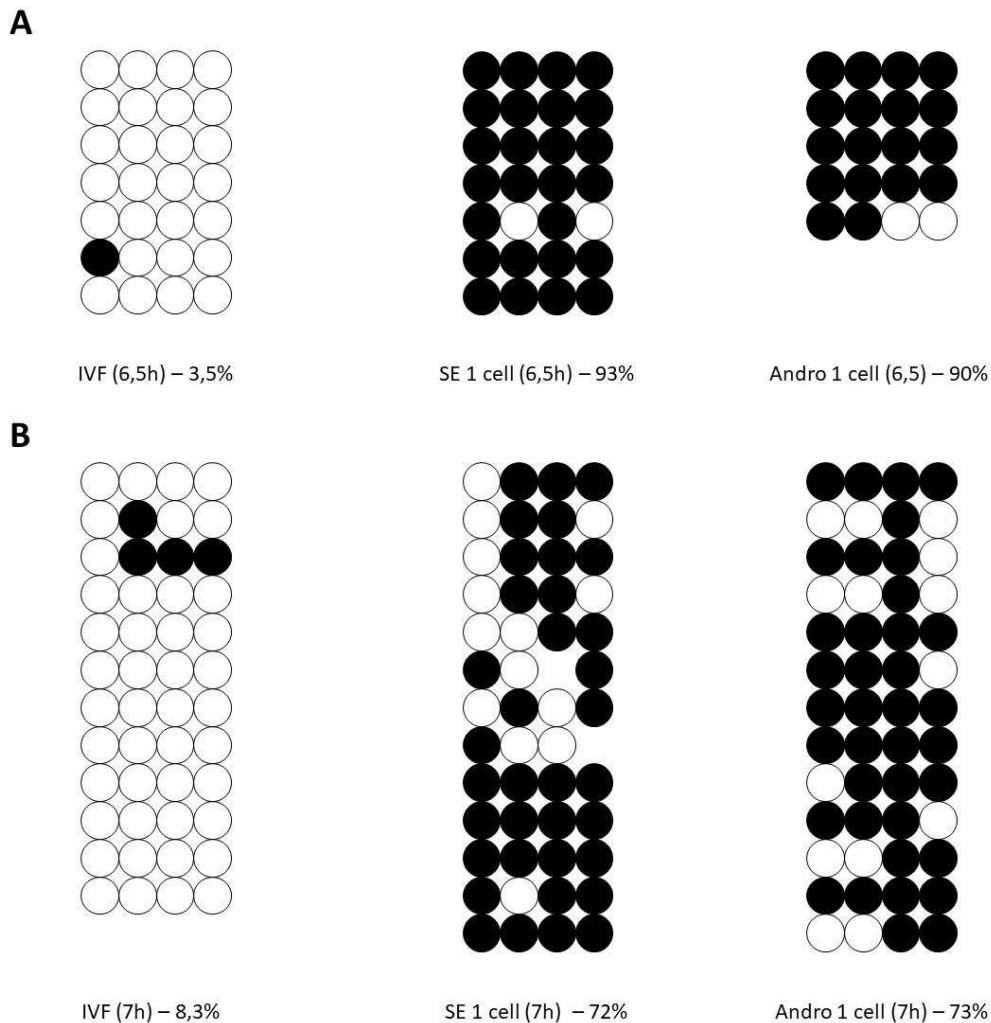 A
IVF (6,5h) – 3,5%
SE 1 cell (6,5h) – 93%
Andro 1 cell (6,5) – 90%
B
IVF (7h) – 8,3%
SE 1 cell (7h) – 72%
Andro 1 cell (7h) – 73%